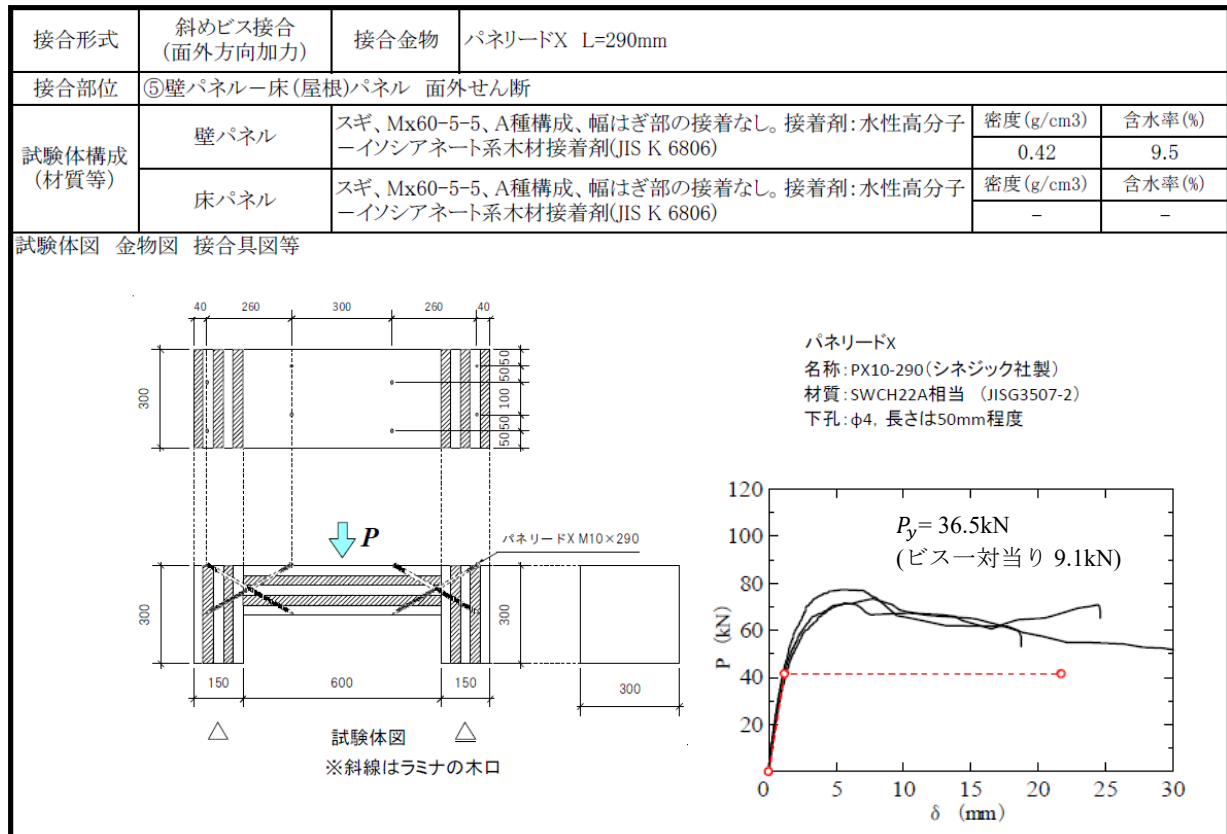 接合形式
斜めビス接合
(面外方向加力)
接合金物
パネリードX L=290mm
接合部位
⑤壁パネルー床(屋根)パネル 面外せん断
試験体構成
(材質等)
壁パネル
スギ、Mx60-5-5、A種構成、幅はぎ部の接着なし。接着剤:水性高分子
ーイソシアネート系木材接着剤(JIS K 6806)
密度(g/cm3)
含水率(%)
0.42
9.5
床パネル
スギ、Mx60-5-5、A種構成、幅はぎ部の接着なし。接着剤:水性高分子
ーイソシアネート系木材接着剤(JIS K 6806)
密度(g/cm3)
含水率(%)
–
–
試験体図 金物図 接合具図等
40 260 300 260 40
300
50
50
100
50
50
パネリードX
名称:PX10-290(シネジック社製)
材質:SWCH22A相当 (JISG3507-2)
下孔:φ4, 長さは50mm程度
P
パネリードX M10×290
300
300
300
150 600 150
試験体図
※斜線はラミナの木口
P (kN)
120
100
80
60
40
20
Py= 36.5kN
(ビス一対当り 9.1kN)
0 5 10 15 20 25 30
δ (mm)